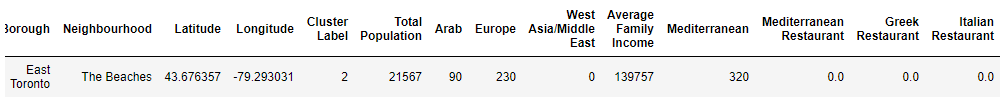 Borough Neighbourhood Latitude Longitude Cluster Label Total Population Arab Europe West Asia/Middle East Average Family Income Mediterranean Mediterranean Restaurant Greek Restaurant Italian Restaurant
East Toronto The Beaches 43.676357 -79.293031 2 21567 90 230 0 139757 320 0.0 0.0 0.0